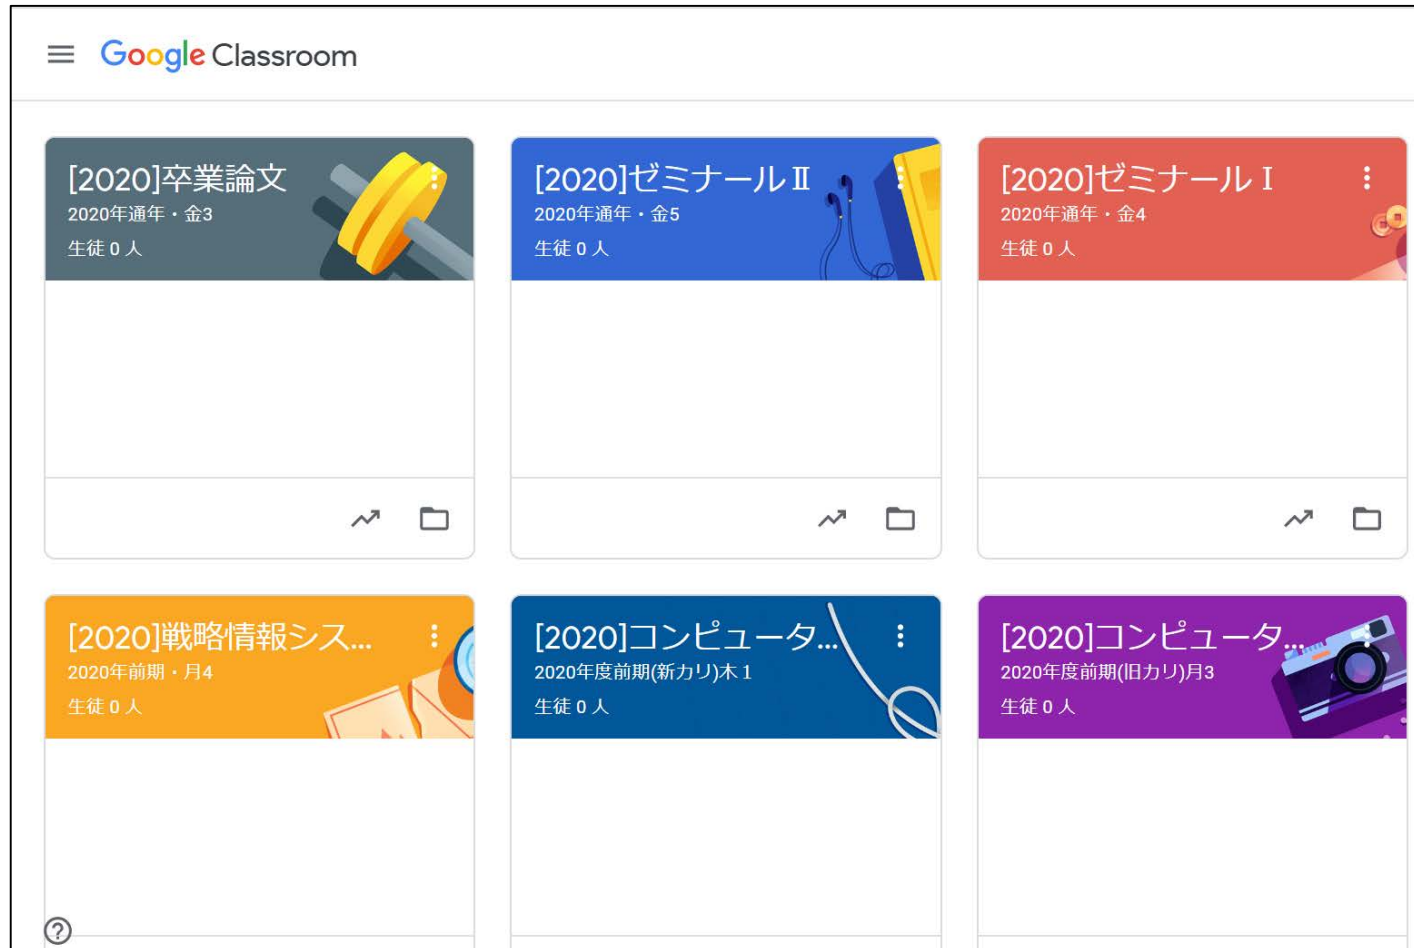 Google Classroom
[2020]卒業論文
2020年通年・金3
生徒 0 人
[2020]ゼミナールⅡ
2020年通年・金5
生徒 0 人
[2020]ゼミナールⅠ
2020年通年・金4
生徒 0 人
[2020]戦略情報シス...
2020年前期・月4
生徒 0 人
[2020]コンピュータ...
2020年度前期(新カリ)木1
生徒 0 人
[2020]コンピュータ...
2020年度前期(旧カリ)月3
生徒 0 人